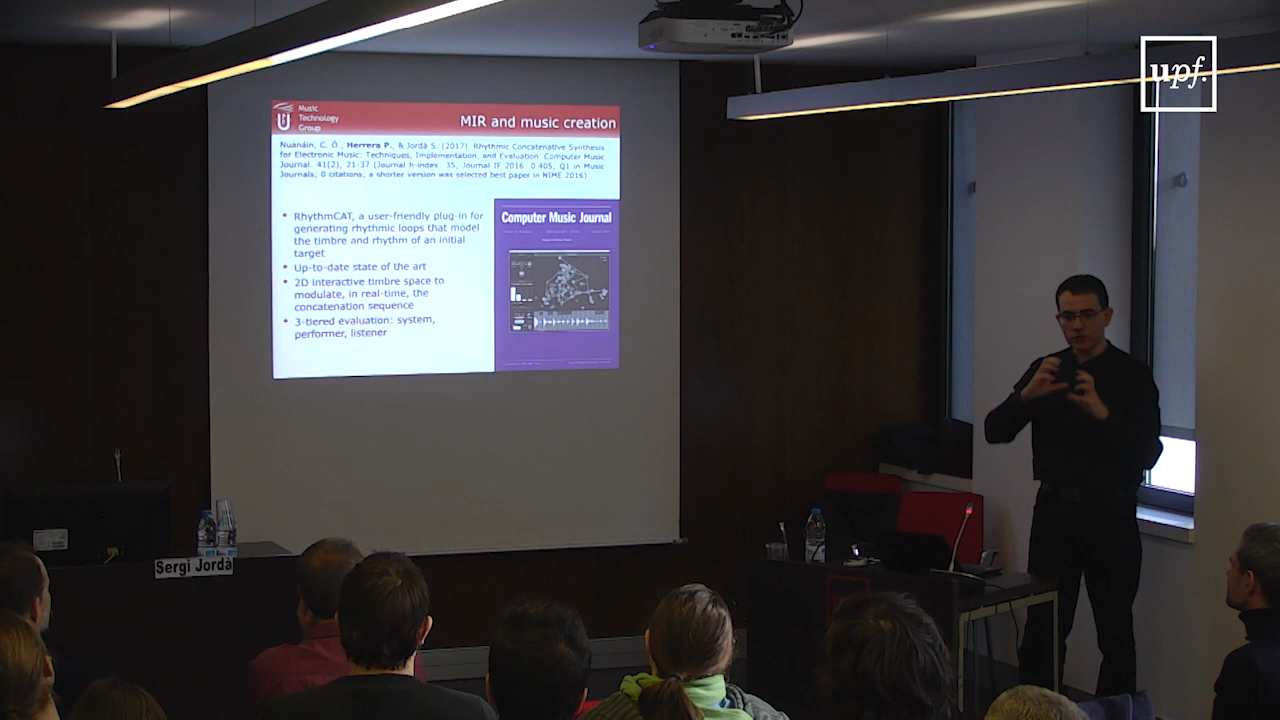 upf.
Music
Technology
Group
MIR and music creation
Nuanáin, C. Ó., Herrera P., & Jordà S. (2017). Rhythmic Concatenative Synthesis
for Electronic Music: Techniques, Implementation, and Evaluation. Computer Music
Journal. 41(2), 21-37 (Journal h-index: 35, Journal IF 2016: 0.405; Q1 in Music
Journals; 0 citations; a shorter version was selected best paper in NIME 2016)
• RhythmCAT, a user-friendly plug-in for
generating rhythmic loops that model
the timbre and rhythm of an initial
target
• Up-to-date state of the art
• 2D interactive timbre space to
modulate, in real-time, the
concatenation sequence
• 3-tiered evaluation: system,
performer, listener
Computer Music Journal
Sergi Jordà